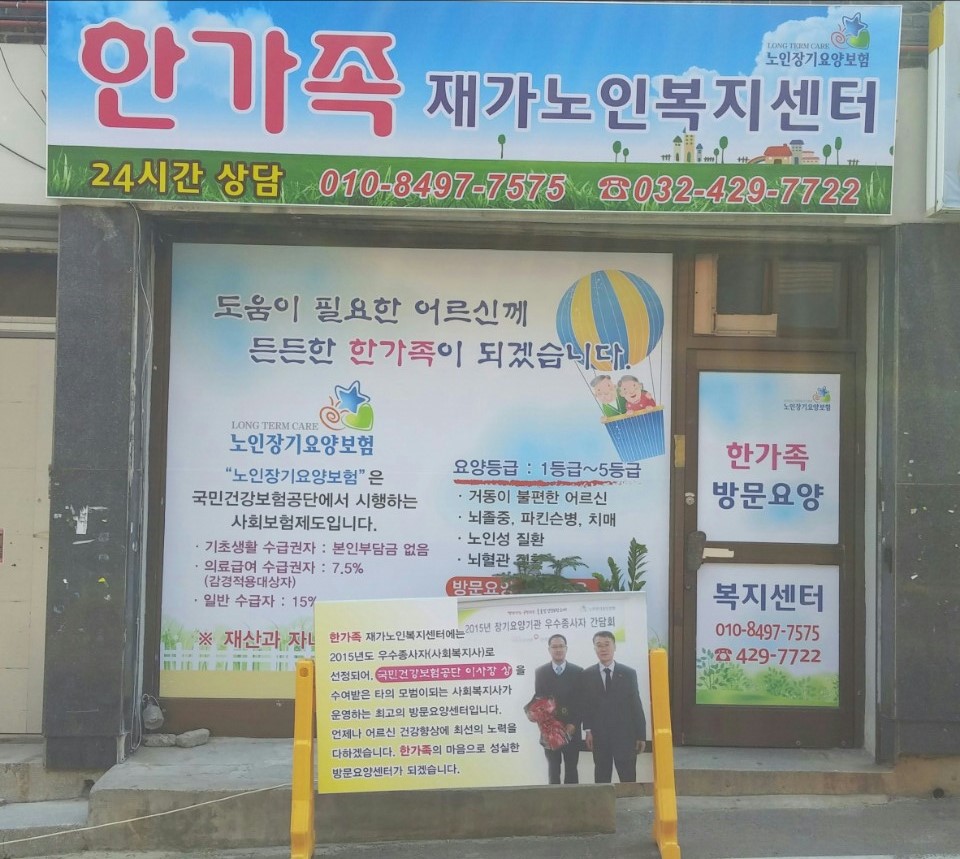 한가족 재가노인복지센터
LONG TERM CARE
노인장기요양보험
24시간 상담 010-8497-7575 ☎032-429-7722
도움이 필요한 어르신께
든든한 한가족이 되겠습니다.
LONG TERM CARE
노인장기요양보험
"노인장기요양보험"은
국민건강보험공단에서 시행하는
사회보험제도입니다.
· 기초생활 수급권자 : 본인부담금 없음
· 의료급여 수급권자 : 7.5%
(감경적용대상자)
· 일반 수급자 : 15%
※ 재산과
요양등급 : 1등급~5등급
· 거동이 불편한 어르신
· 뇌졸중, 파킨슨병, 치매
· 노인성 질환
· 뇌혈관
방문요
노인장기요양보험
한가족
방문요양
복지센터
010-8497-7575
☎ 429-7722
한가족 재가노인복지센터에는
2015년도 우수종사자(사회복지사)로
선정되어, 국민건강보험공단 이사장 상 을
수여받은 타의 모범이되는 사회복지사가
운영하는 최고의 방문요양센터입니다.
언제나 어르신 건강향상에 최선의 노력을
다하겠습니다. 한가족의 마음으로 성실한
방문요양센터가 되겠습니다.
2015년 장기요양기관 우수종사자 간담회